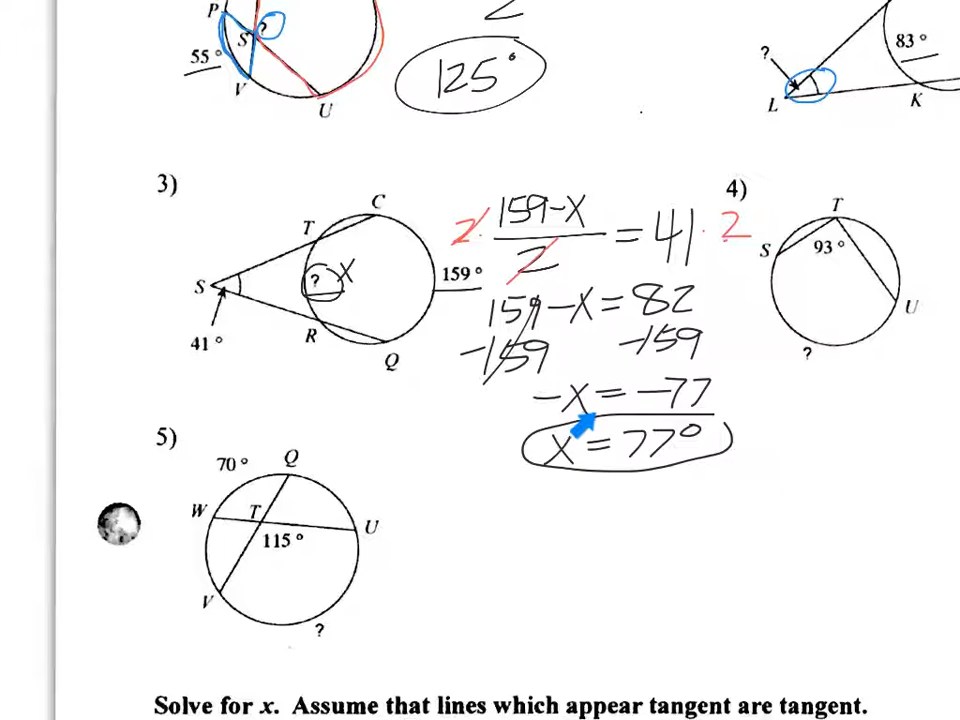 P
S ?
55°
V
U
2
125°
?
L
83°
K
3)
C
T
S
? x
159°
R
41°
Q
2· 159-x / 2 = 41·2
159-x = 82
-159 -159
-x = -77
x = 77°
4)
T
S
93°
U
?
5)
70°
Q
W
T
U
115°
V
?
Solve for x. Assume that lines which appear tangent are tangent.